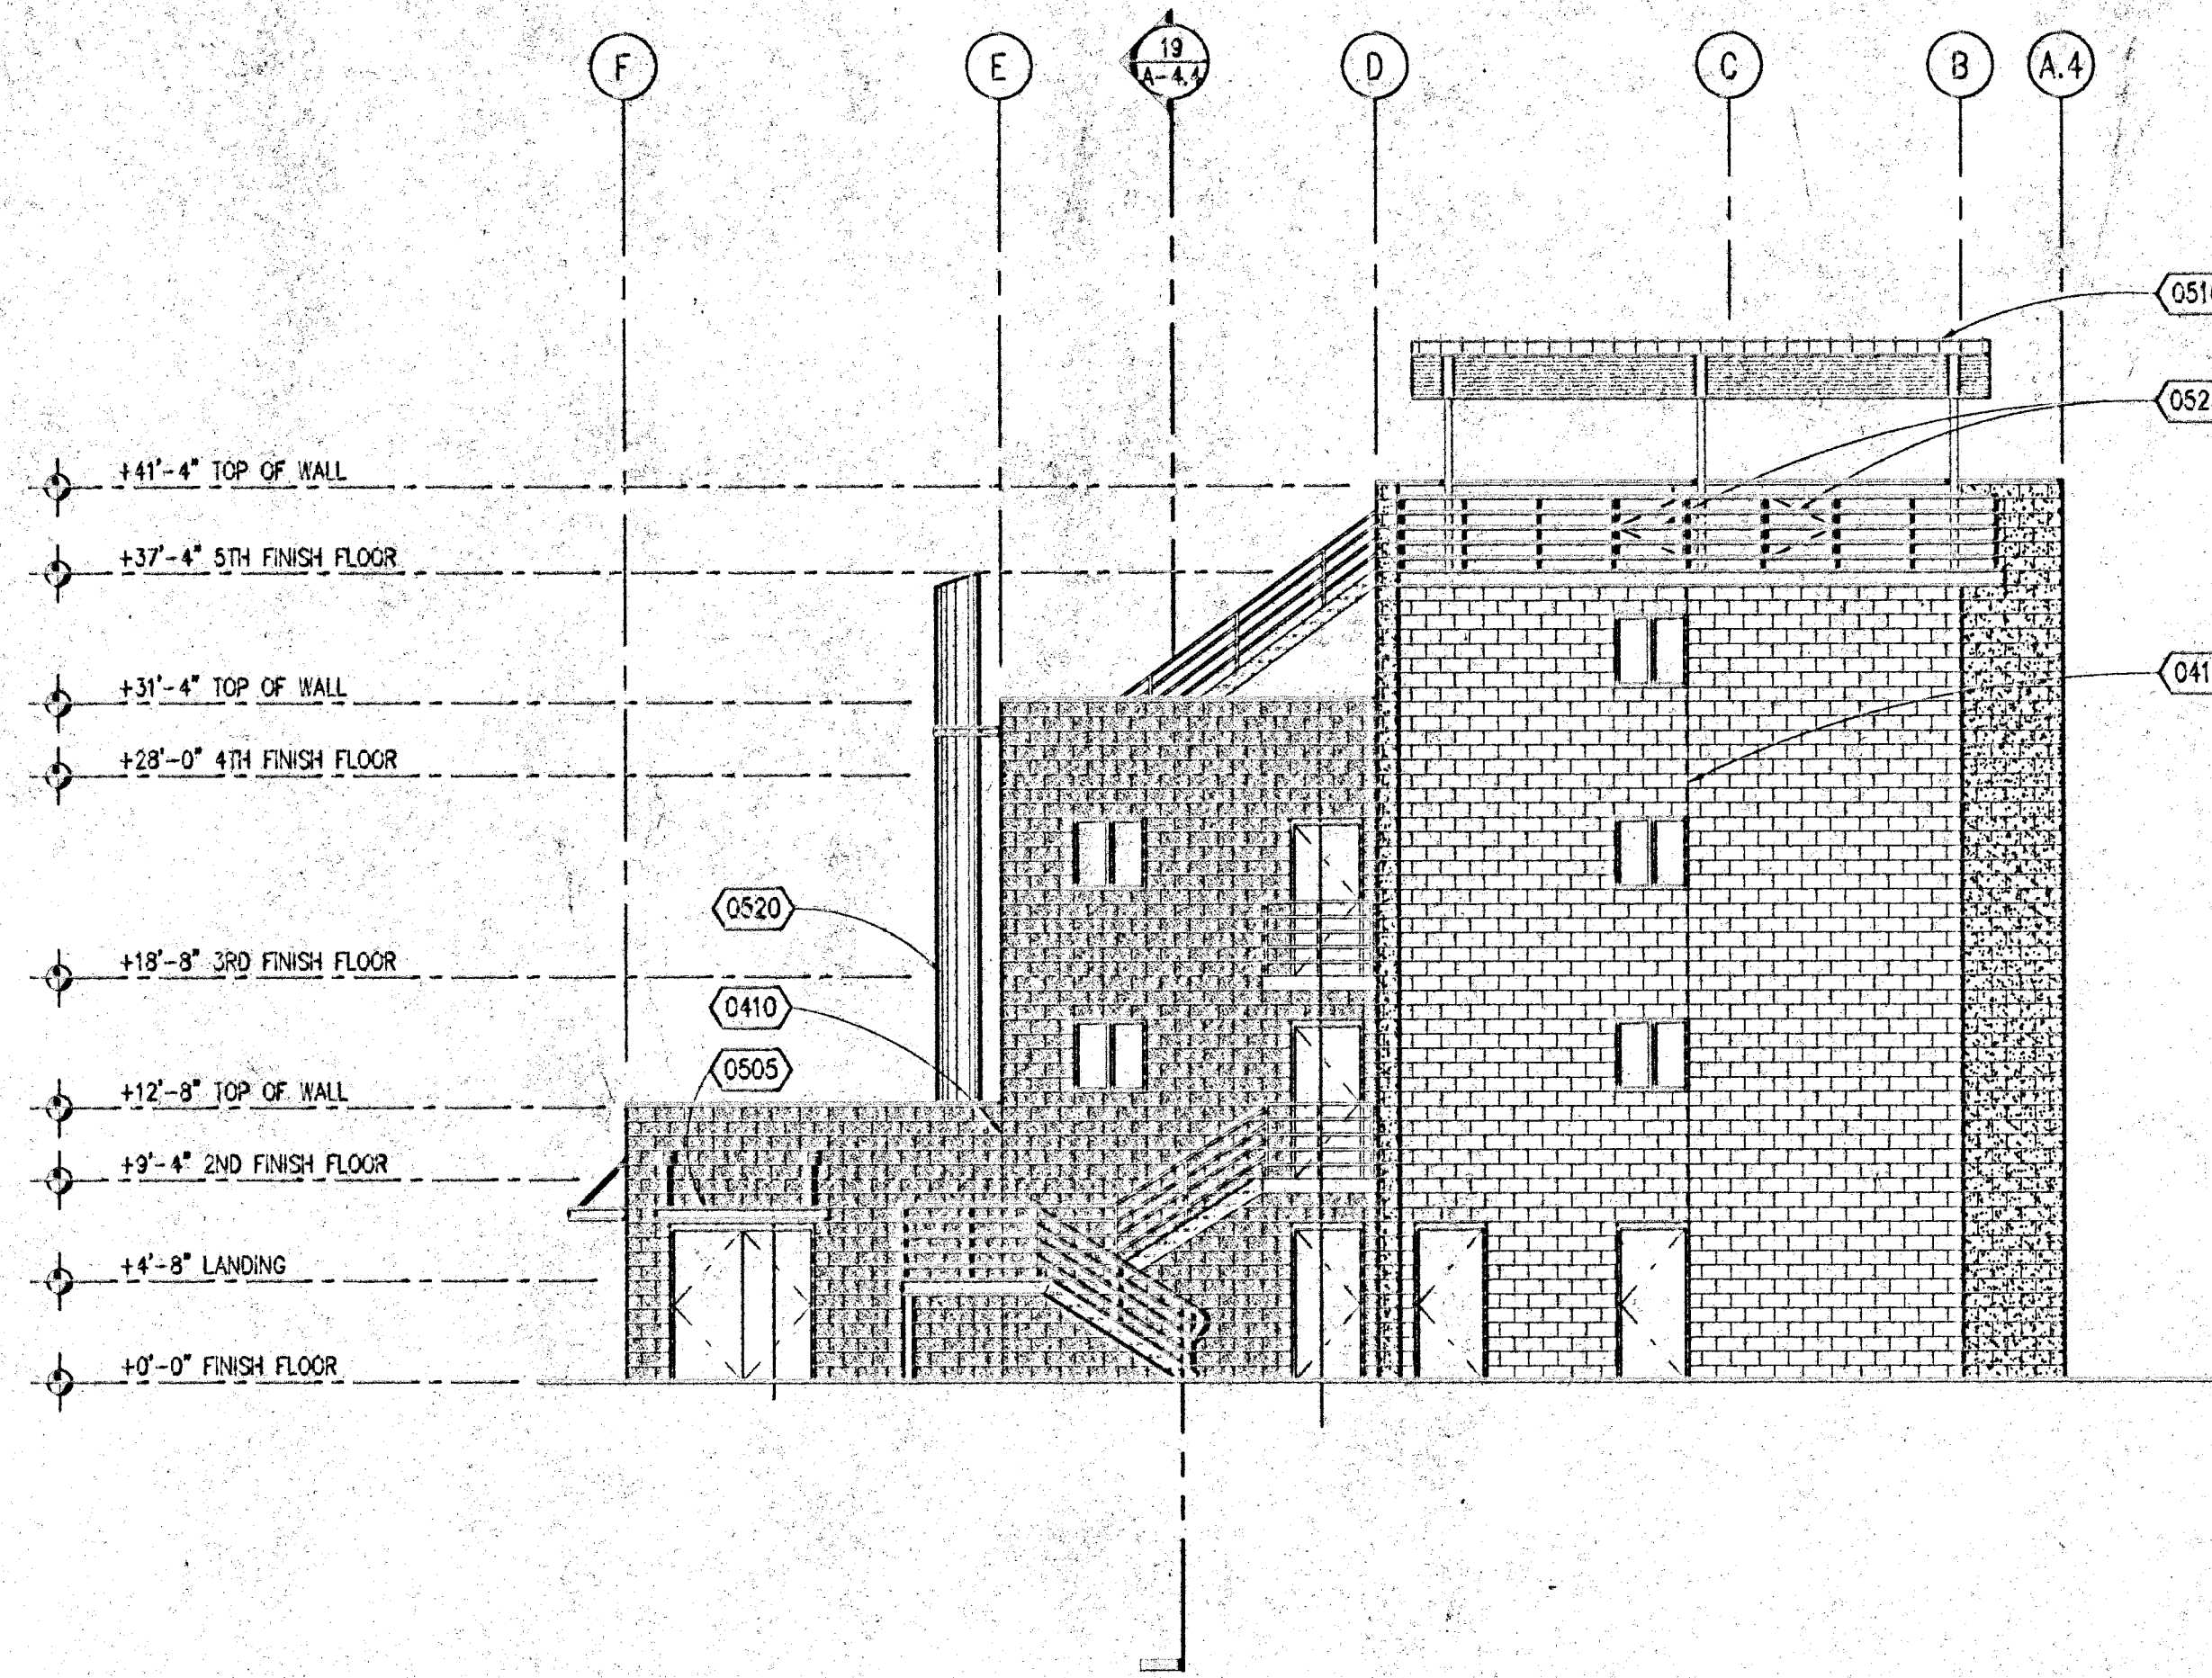 F
E
19
A-4.4
D
C
B
A.4
+41'-4" TOP OF WALL
+37'-4" 5TH FINISH FLOOR
+31'-4" TOP OF WALL
+28'-0" 4TH FINISH FLOOR
0520
+18'-8" 3RD FINISH FLOOR
0410
0505
+12'-8" TOP OF WALL
+9'-4" 2ND FINISH FLOOR
+4'-8" LANDING
+0'-0" FINISH FLOOR